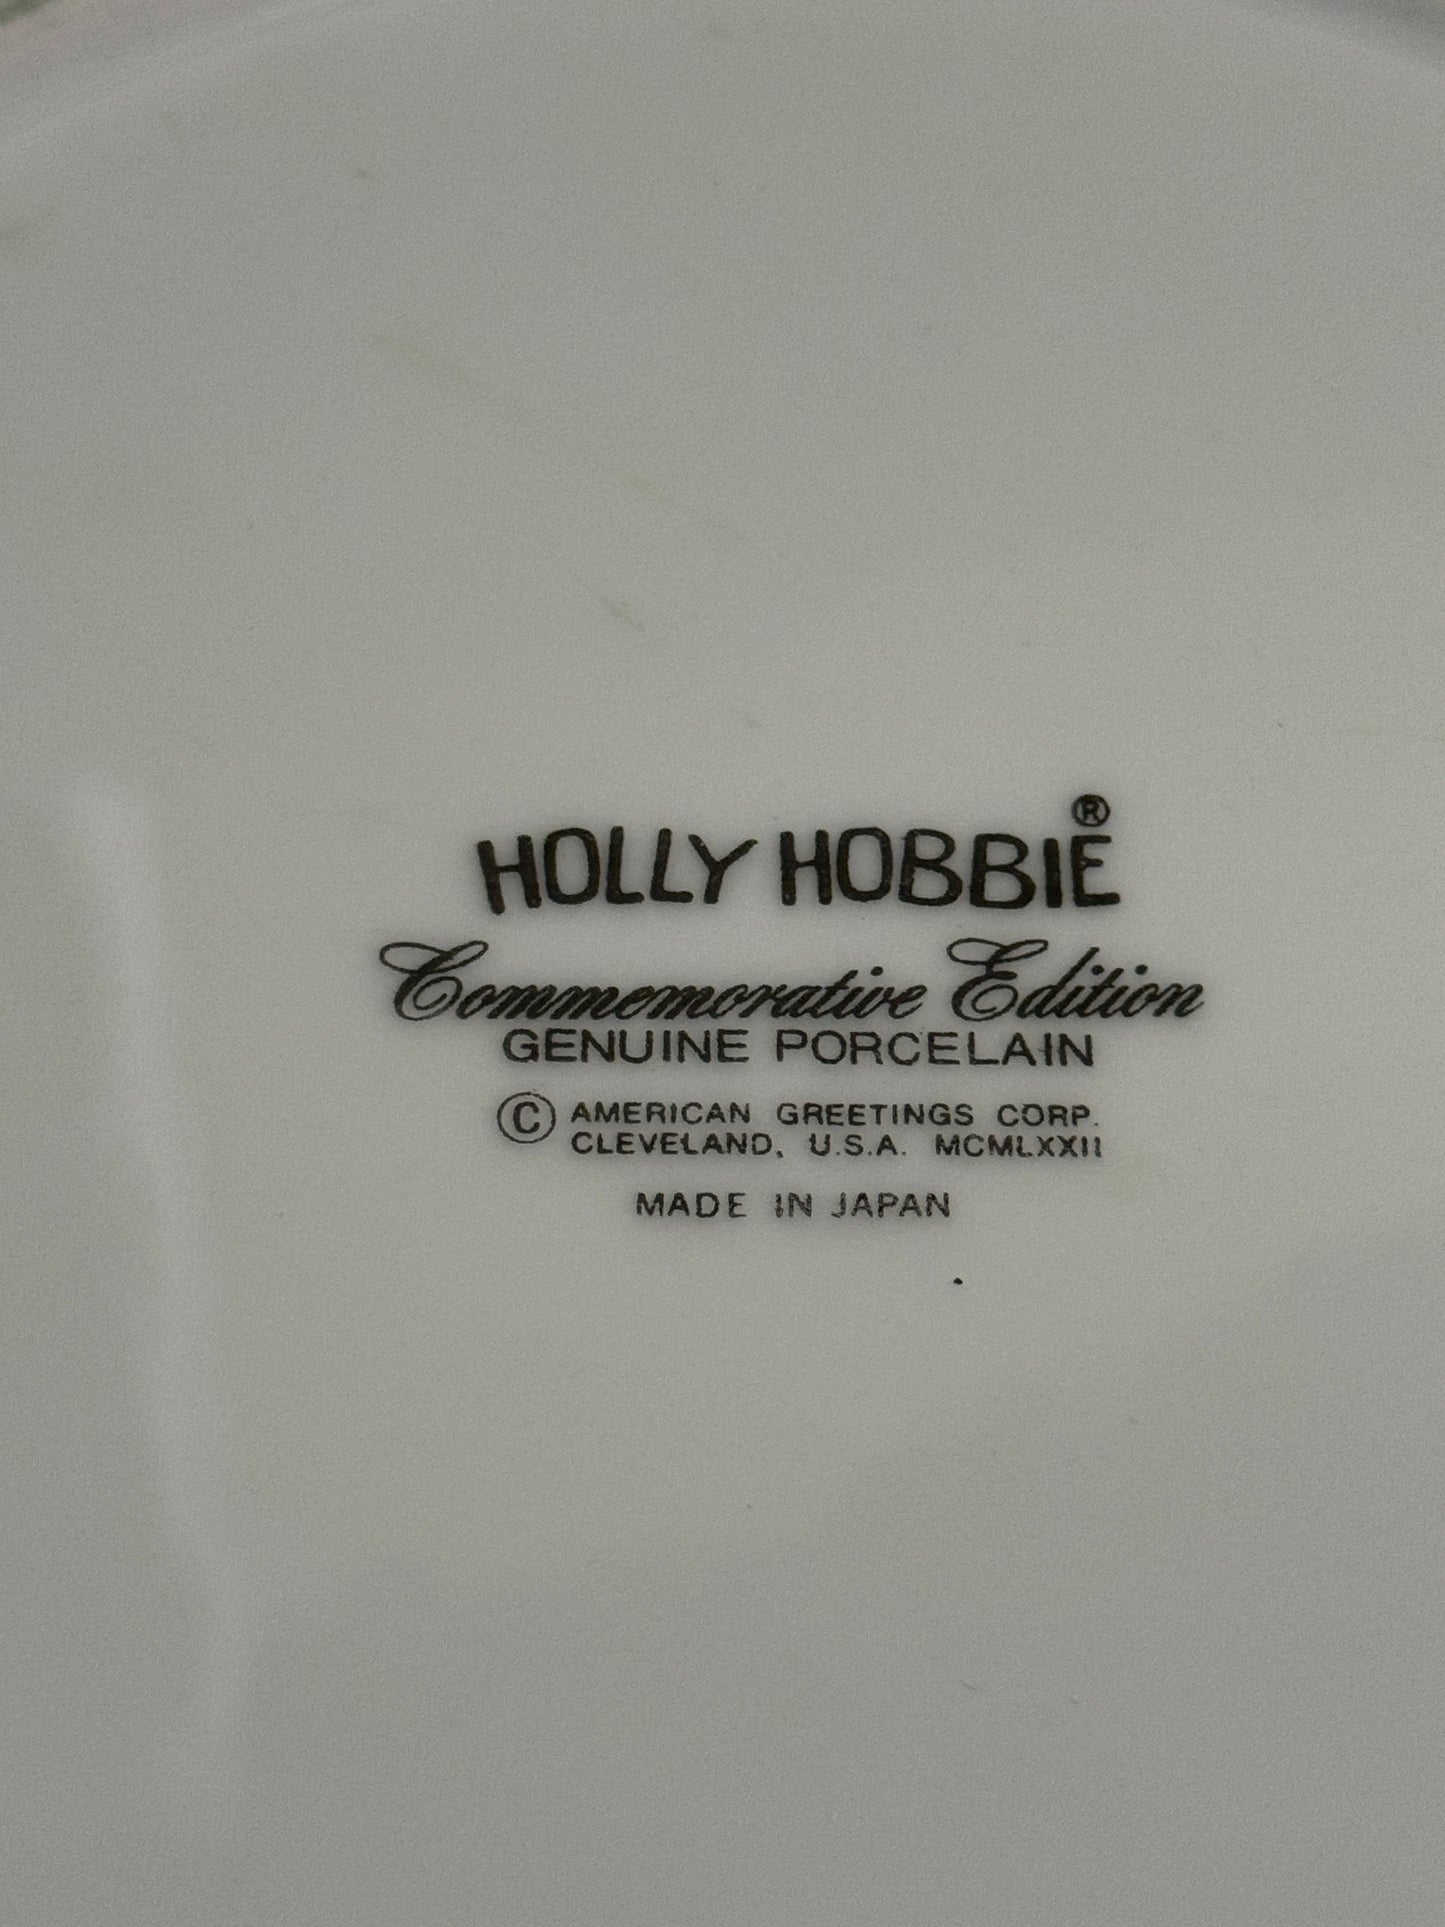 HOLLY HOBBIE®
Commemorative Edition
GENUINE PORCELAIN
© AMERICAN GREETINGS CORP.
CLEVELAND, U.S.A. MCMLXXII
MADE IN JAPAN